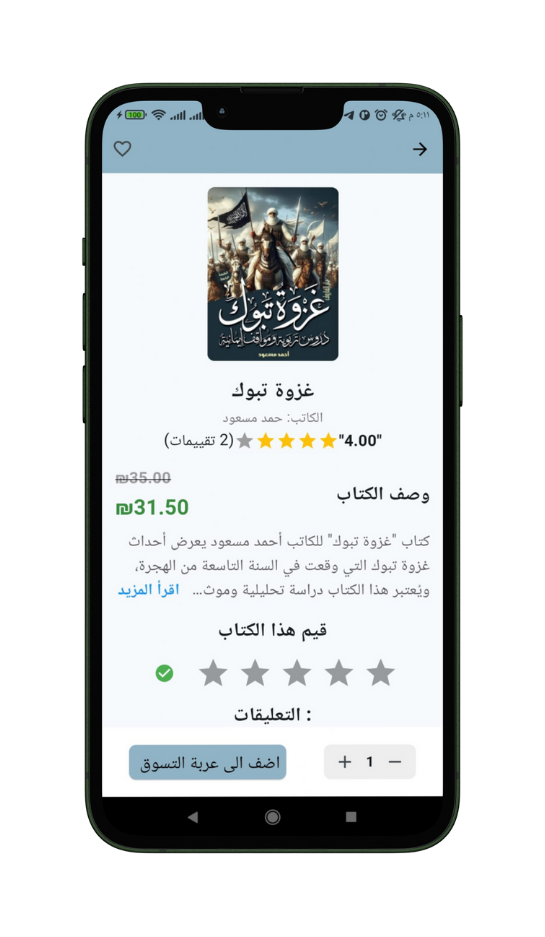 100
٥:١١ م
غزوة تبوك
دروس تربوية ومواقف إيمانية
أحمد مسعود
غزوة تبوك
الكاتب: حمد مسعود
"4.00" (2 تقييمات)
وصف الكتاب
₪35.00
₪31.50
كتاب "غزوة تبوك" للكاتب أحمد مسعود يعرض أحداث
غزوة تبوك التي وقعت في السنة التاسعة من الهجرة،
ويُعتبر هذا الكتاب دراسة تحليلية وموث... اقرأ المزيد
قيم هذا الكتاب
: التعليقات
+ 1 −
اضف الى عربة التسوق